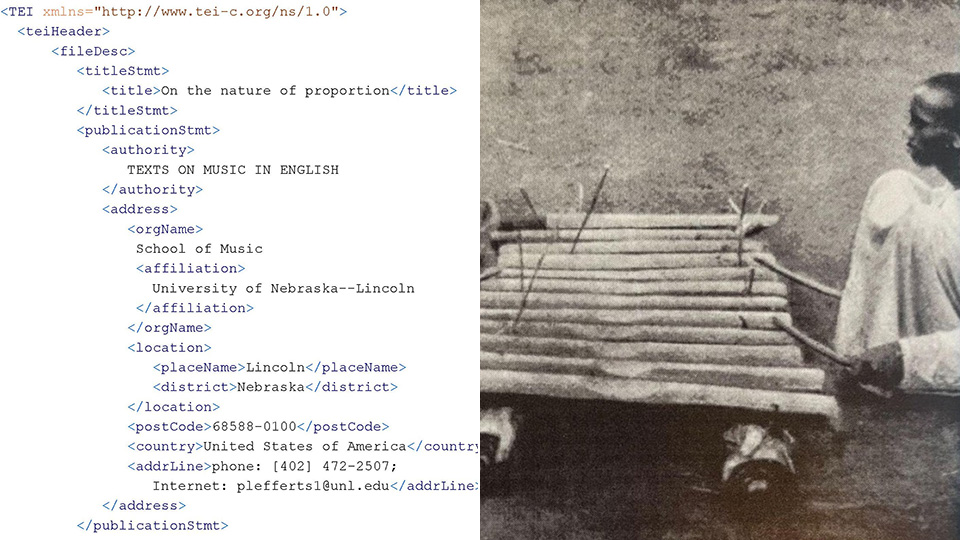 <TEI xmlns="http://www.tei-c.org/ns/1.0">
<teiHeader>
<fileDesc>
<titleStmt>
<title>On the nature of proportion</title>
</titleStmt>
<publicationStmt>
<authority>
TEXTS ON MUSIC IN ENGLISH
</authority>
<address>
<orgName>
School of Music
<affiliation>
University of Nebraska--Lincoln
</affiliation>
</orgName>
<location>
<placeName>Lincoln</placeName>
<district>Nebraska</district>
</location>
<postCode>68588-0100</postCode>
<country>United States of America</country
<addrLine>phone: [402] 472-2507;
Internet: plefferts1@unl.edu</addrLine>
</address>
</publicationStmt>